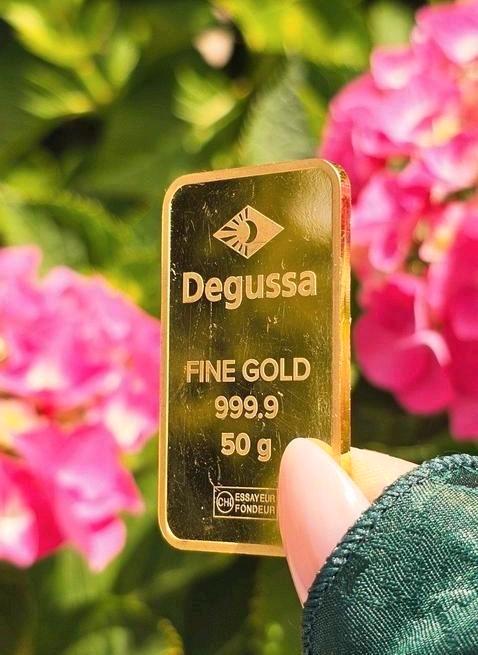 Degussa
FINE GOLD
999.9
50 g
CHI ESSAYEUR
FONDEUR